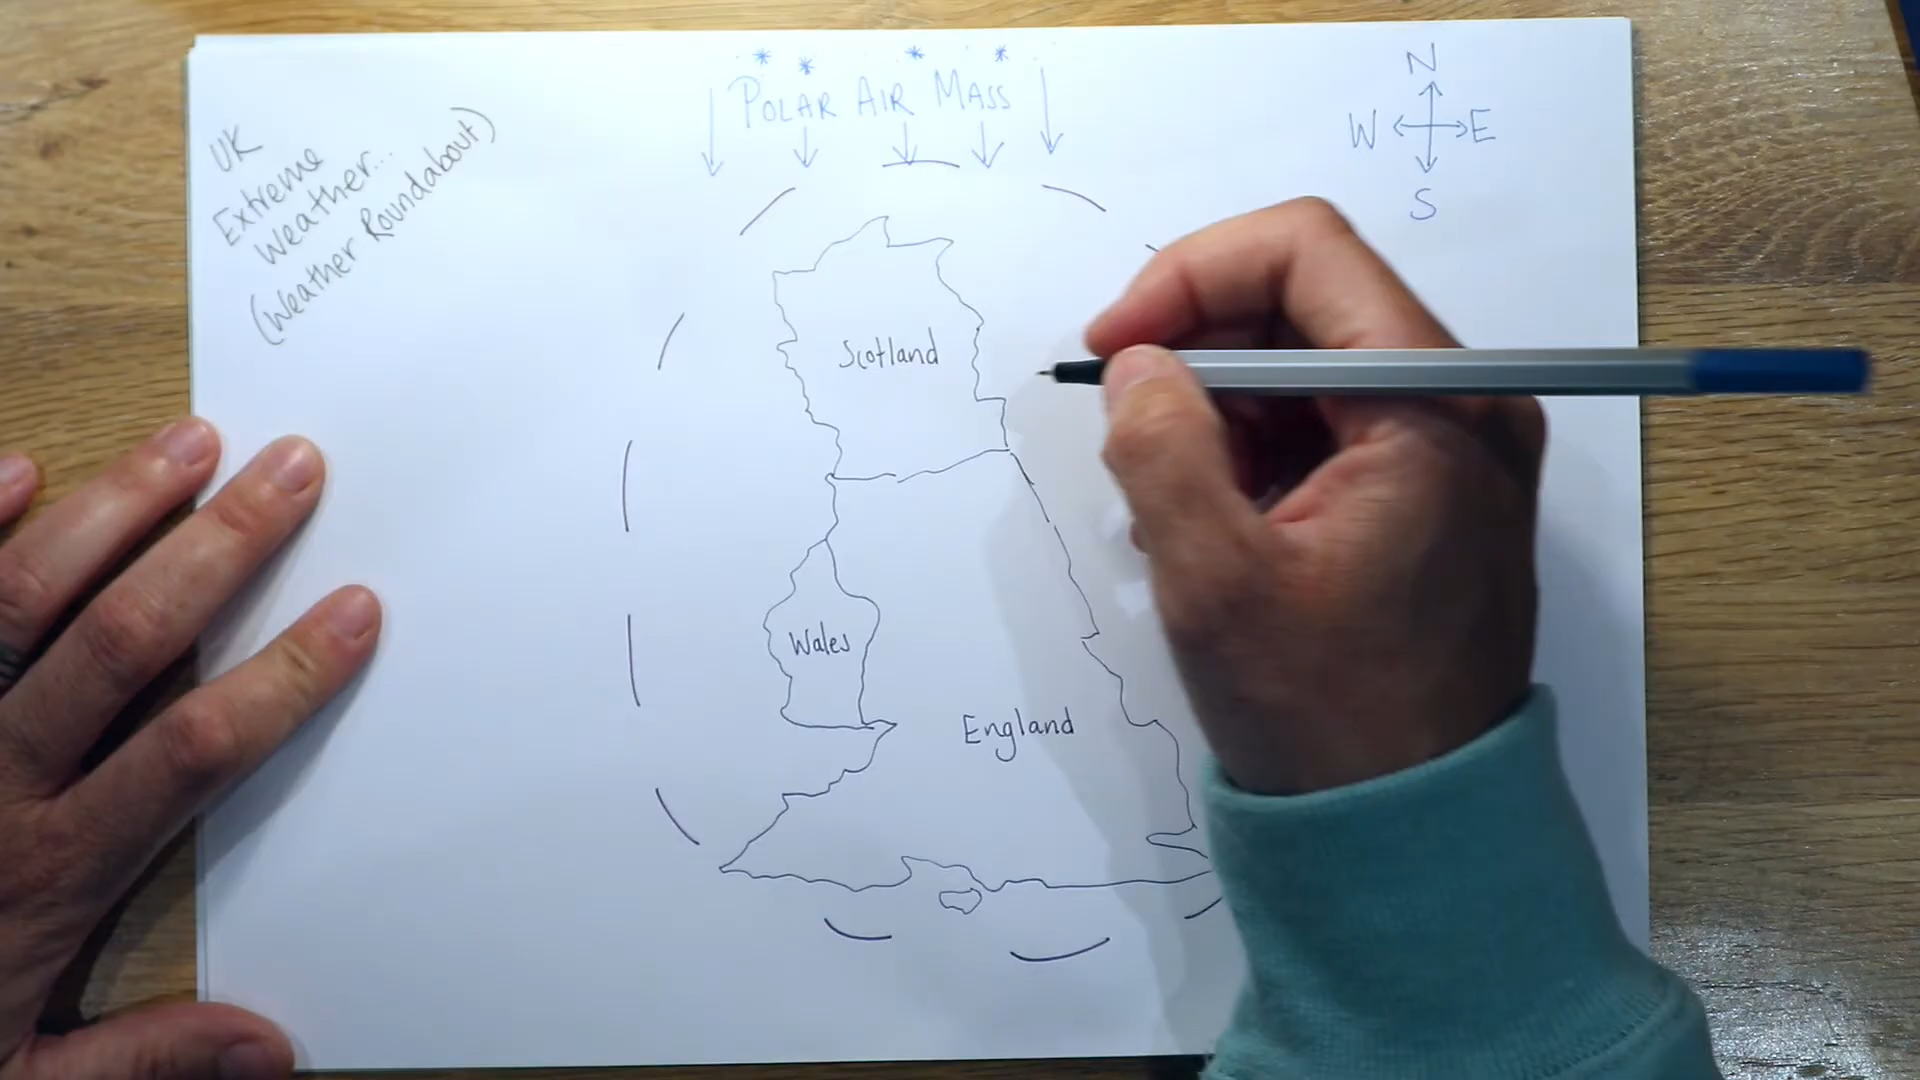 POLAR AIR MASS
N
W E
S
UK
Extreme
Weather...
(Weather Roundabout)
Scotland
Wales
England